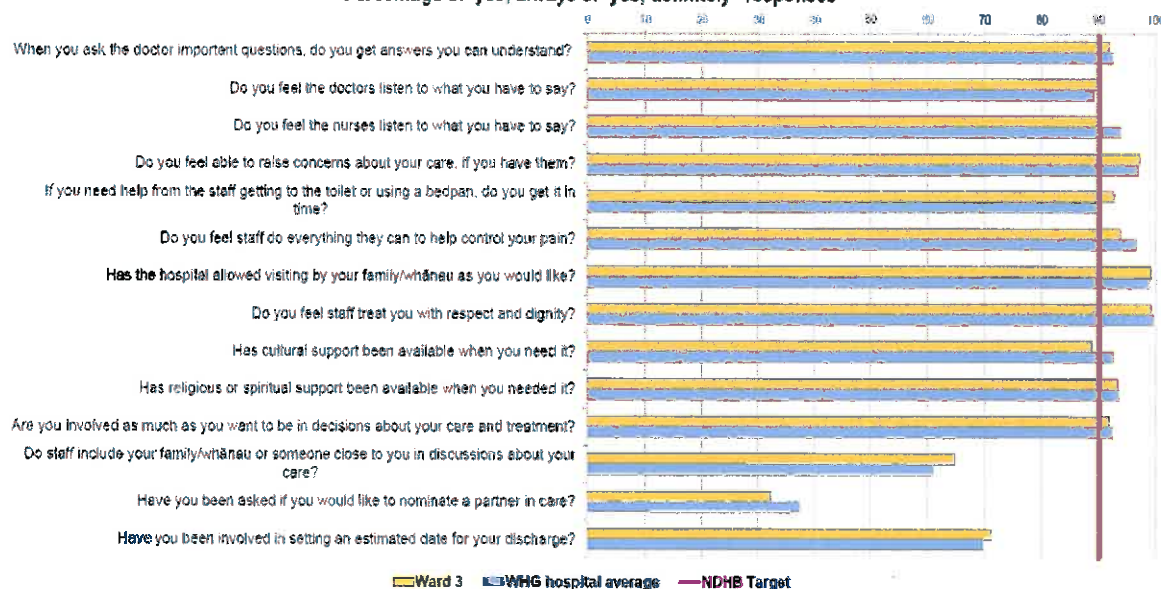 0 10 20 30 40 50 60 70 80 90 100
When you ask the doctor important questions, do you get answers you can understand?
Do you feel the doctors listen to what you have to say?
Do you feel the nurses listen to what you have to say?
Do you feel able to raise concerns about your care, if you have them?
If you need help from the staff getting to the toilet or using a bedpan, do you get it in
time?
Do you feel staff do everything they can to help control your pain?
Has the hospital allowed visiting by your family/whānau as you would like?
Do you feel staff treat you with respect and dignity?
Has cultural support been available when you need it?
Has religious or spiritual support been available when you needed it?
Are you involved as much as you want to be in decisions about your care and treatment?
Do staff include your family/whānau or someone close to you in discussions about your
care?
Have you been asked if you would like to nominate a partner in care?
Have you been involved in setting an estimated date for your discharge?
Ward 3 WHG hospital average NDHB Target